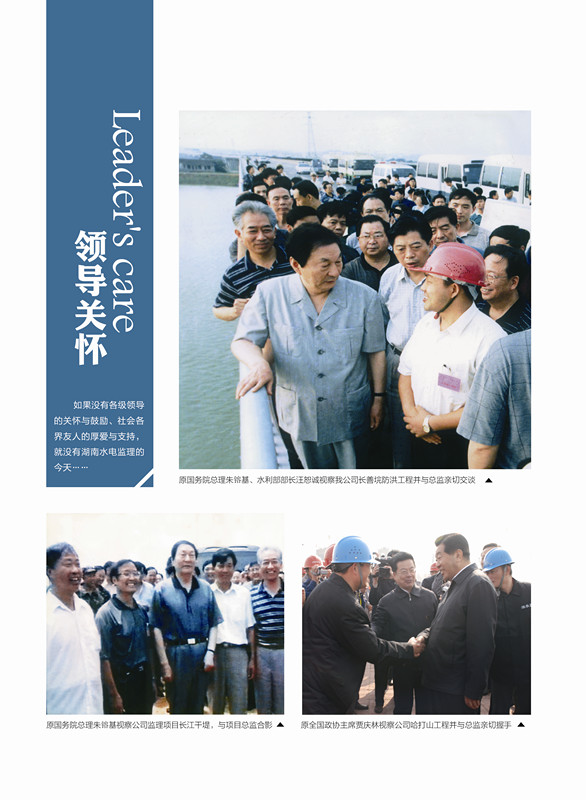 Leader's care
领导关怀
如果没有各级领导
的关怀与鼓励、社会各
界友人的厚爱与支持，
就没有湖南水电监理的
今天……
原国务院总理朱镕基、水利部部长汪恕诚视察我公司长善垸防洪工程并与总监亲切交谈
原国务院总理朱镕基视察公司监理项目长江干堤，与项目总监合影
原全国政协主席贾庆林视察公司哈打山工程并与总监亲切握手